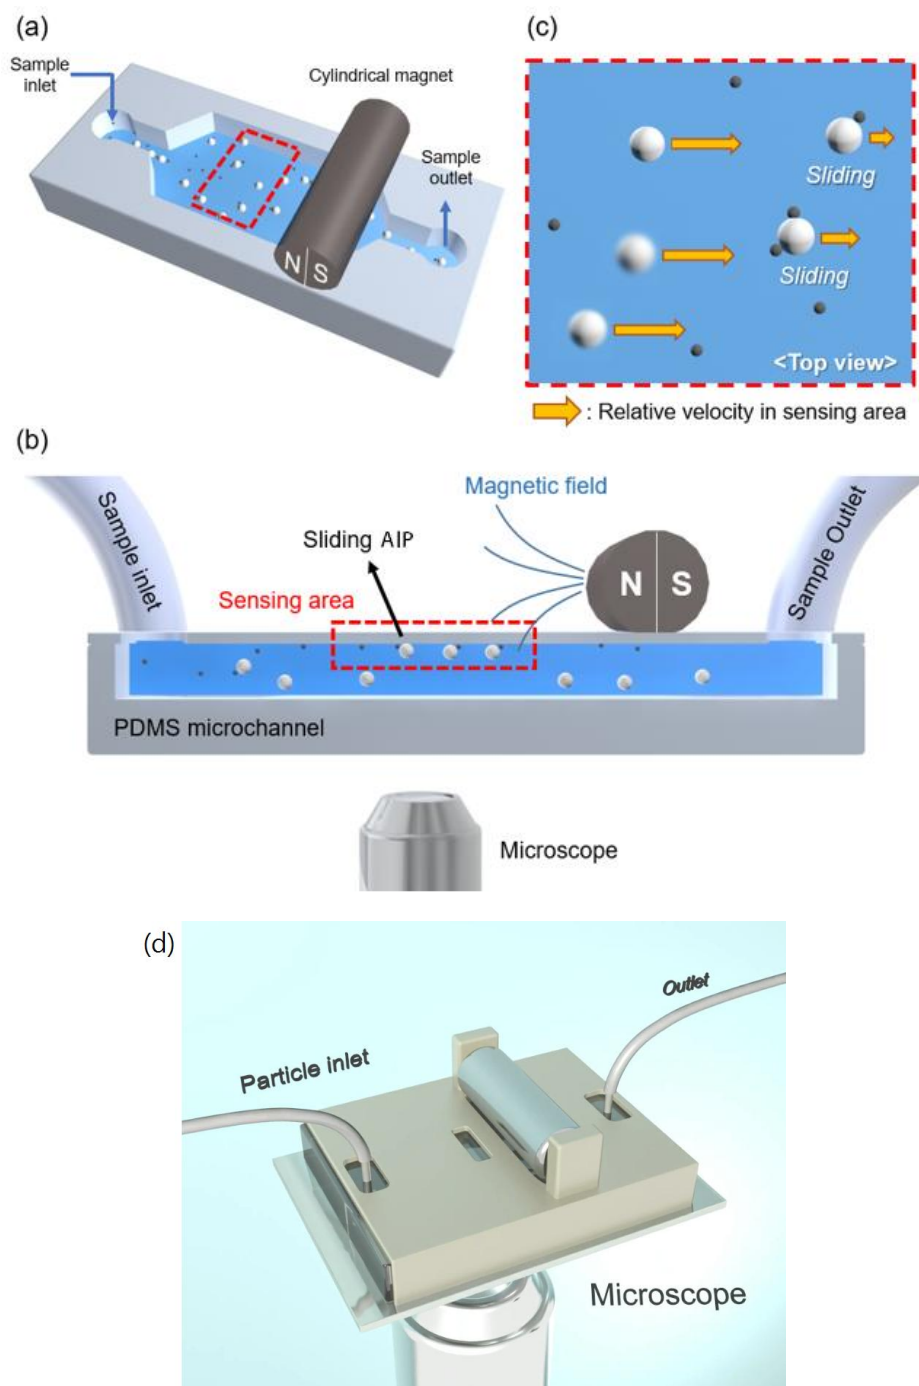 (a)
Sample
inlet
Cylindrical magnet
Sample
outlet
N S
(c)
Sliding
Sliding
<Top view>
: Relative velocity in sensing area
(b)
Sample inlet
Magnetic field
Sample Outlet
Sliding AIP
Sensing area
N S
PDMS microchannel
Microscope
(d)
Outlet
Particle inlet
Microscope